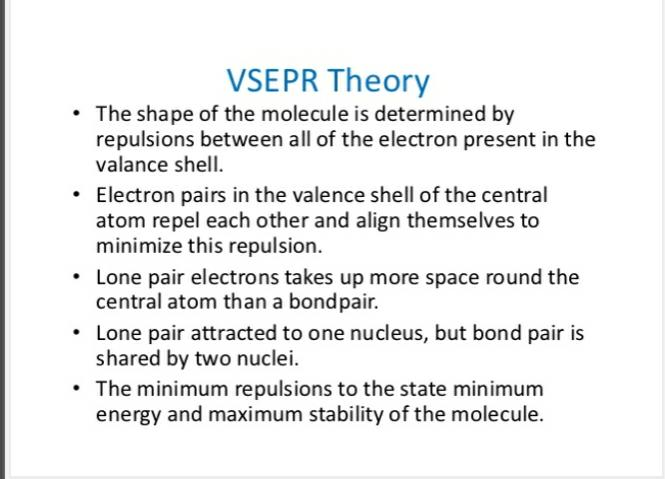 VSEPR Theory
• The shape of the molecule is determined by
repulsions between all of the electron present in the
valance shell.
• Electron pairs in the valence shell of the central
atom repel each other and align themselves to
minimize this repulsion.
• Lone pair electrons takes up more space round the
central atom than a bondpair.
• Lone pair attracted to one nucleus, but bond pair is
shared by two nuclei.
• The minimum repulsions to the state minimum
energy and maximum stability of the molecule.